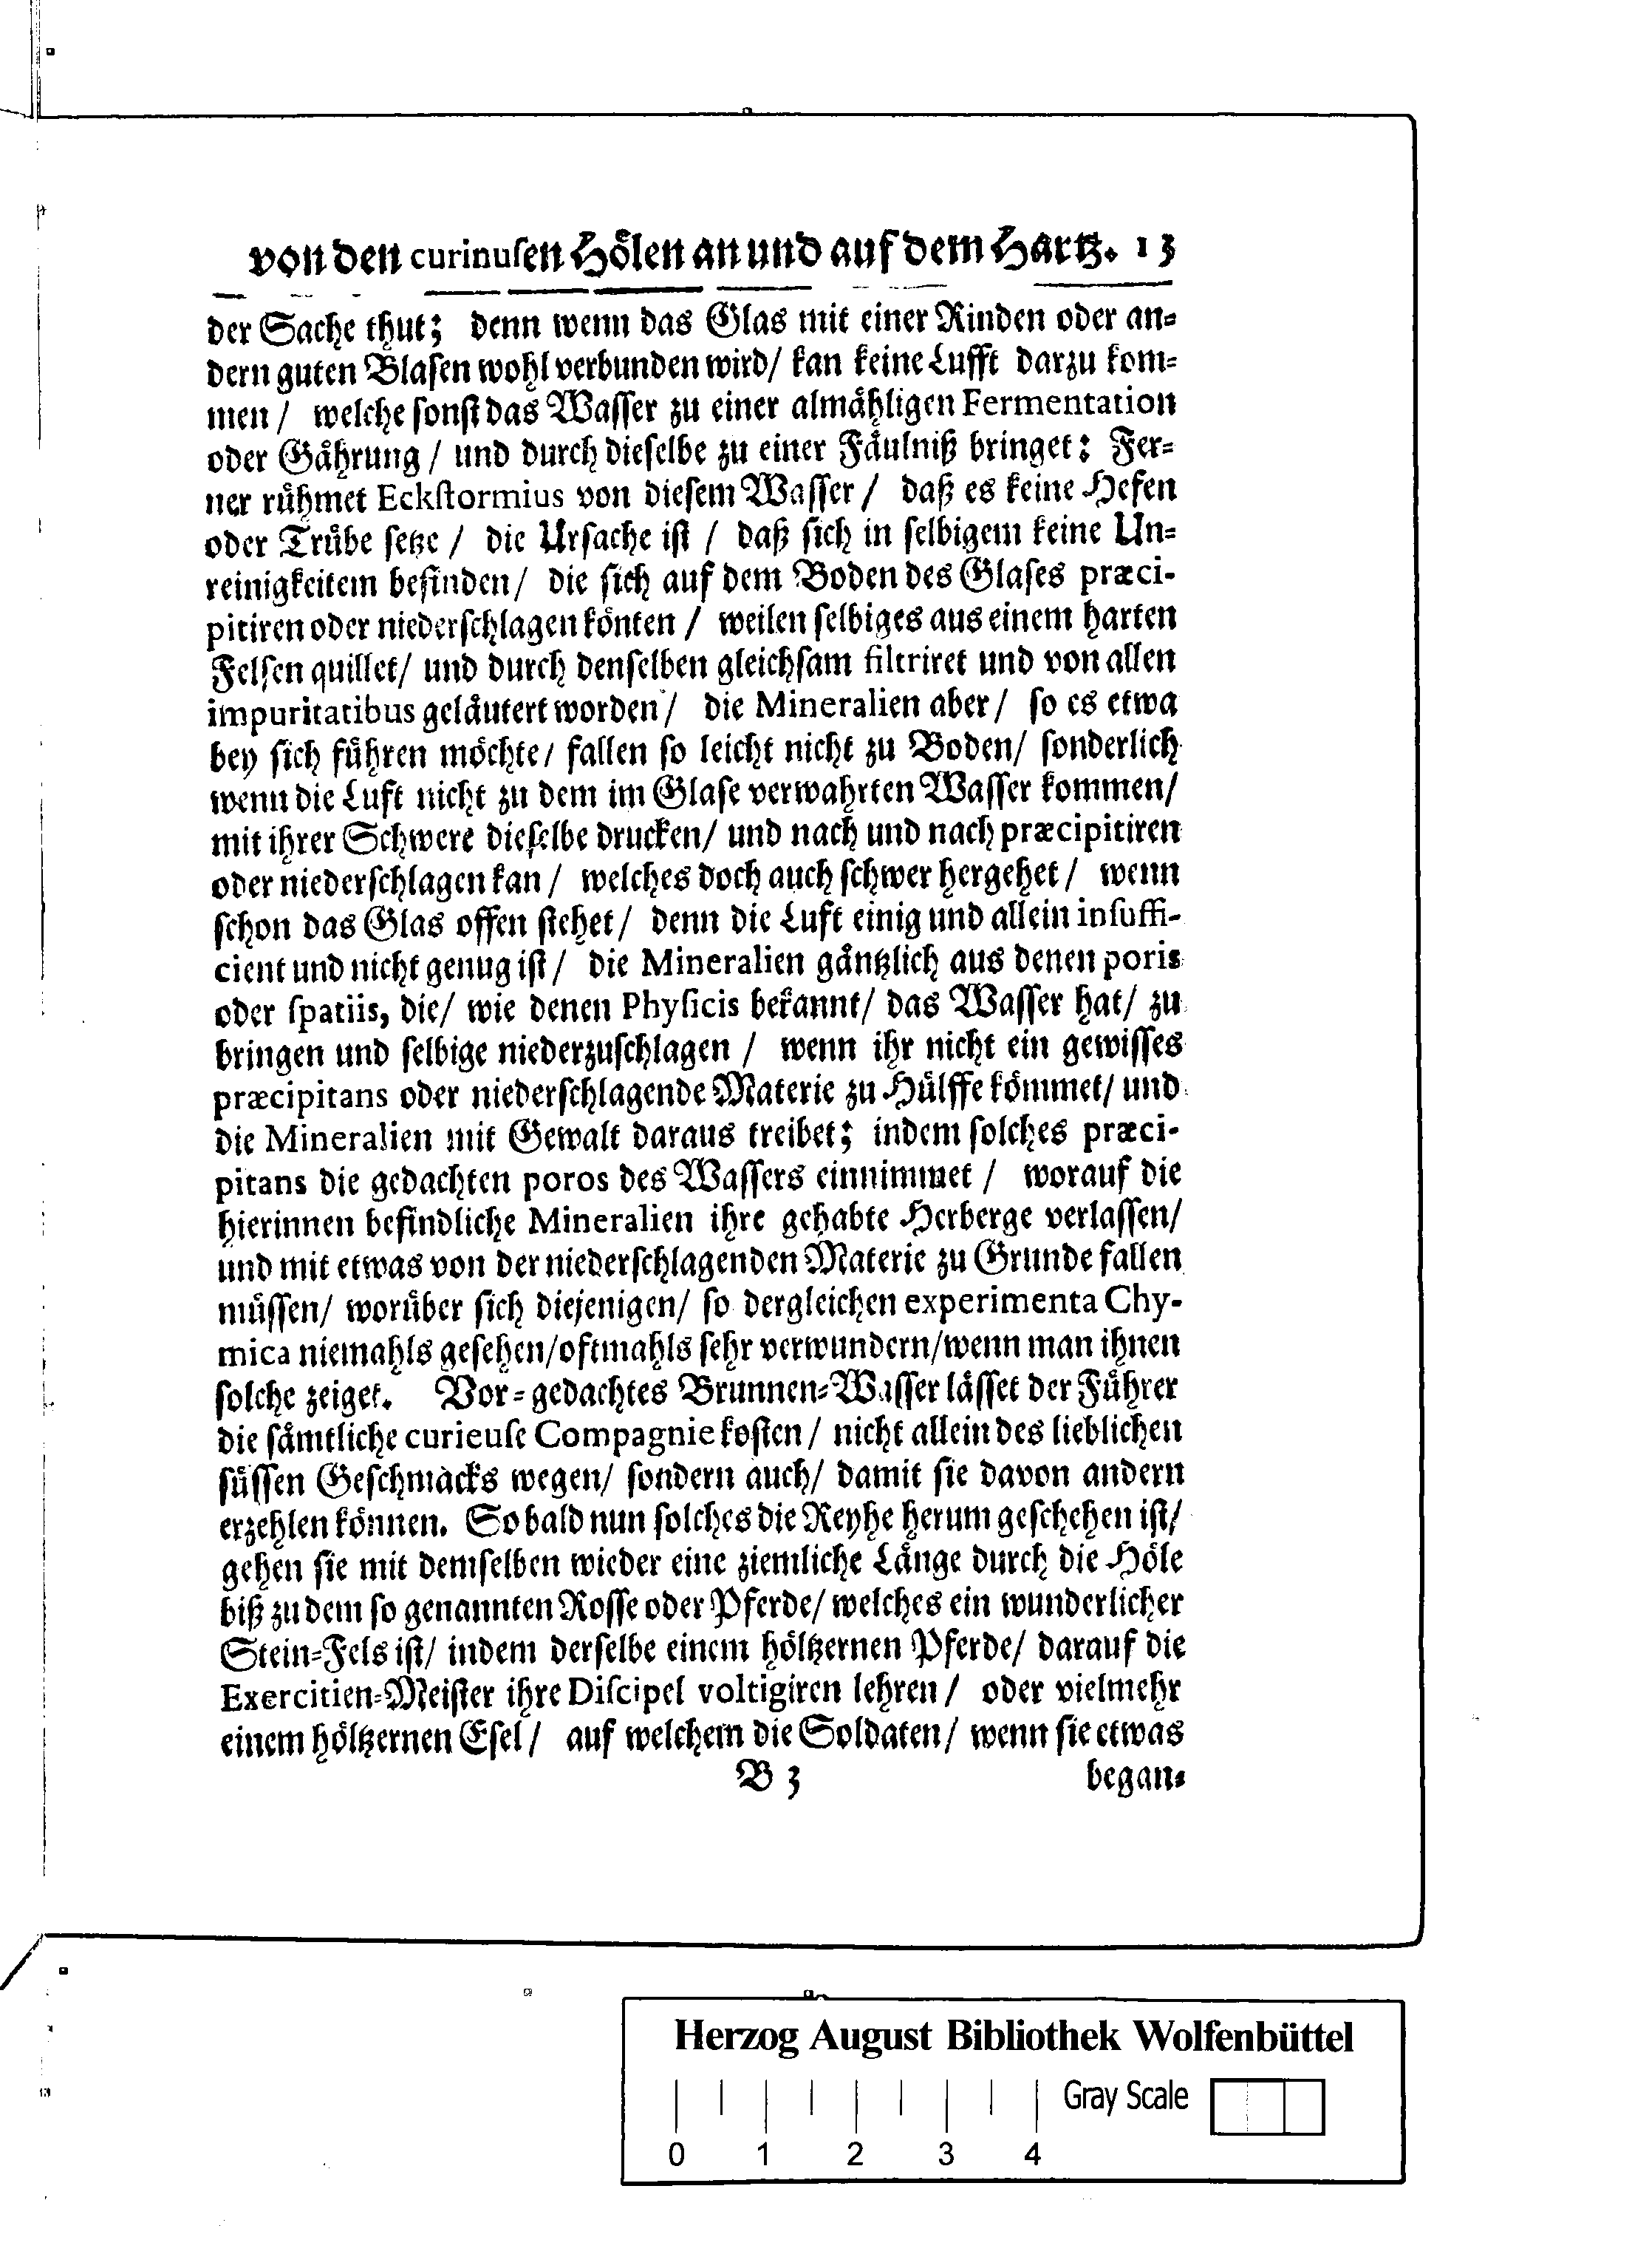 von den curinuſen Hölen an und auf dem Hartz. 13
der Sache thut; denn wenn das Glas mit einer Rinden oder an-
dern guten Blaſen wohl verbunden wird/ kan keine Lufft darzu kom-
men/ welche ſonſt das Waſſer zu einer almähligen Fermentation
oder Gährung/ und durch dieſelbe zu einer Fäulniß bringet: Fer-
ner rühmet Eckſtormius von dieſem Waſſer/ daß es keine Hefen
oder Trübe ſetze/ die Urſache iſt/ daß ſich in ſelbigem keine Un-
reinigkeitem befinden/ die ſich auf dem Boden des Glaſes præci-
pitiren oder niederſchlagen könten/ weilen ſelbiges aus einem harten
Felſen quillet/ und durch denſelben gleichſam filtriret und von allen
impuritatibus geläutert worden/ die Mineralien aber/ ſo es etwa
bey ſich führen möchte/ fallen ſo leicht nicht zu Boden/ ſonderlich
wenn die Luft nicht zu dem im Glaſe verwahrten Waſſer kommen/
mit ihrer Schwere dieſelbe drucken/ und nach und nach præcipitiren
oder niederſchlagen kan/ welches doch auch ſchwer hergehet/ wenn
ſchon das Glas offen ſtehet/ denn die Luft einig und allein inſuffi-
cient und nicht genug iſt/ die Mineralien gäntzlich aus denen poris
oder ſpatiis, die/ wie denen Phyſicis bekannt/ das Waſſer hat/ zu
bringen und ſelbige niederzuſchlagen/ wenn ihr nicht ein gewiſſes
præcipitans oder niederſchlagende Materie zu Hülffe kömmet/ und
die Mineralien mit Gewalt daraus treibet; indem ſolches præci-
pitans die gedachten poros des Waſſers einnimmet/ worauf die
hierinnen befindliche Mineralien ihre gehabte Herberge verlaſſen/
und mit etwas von der niederſchlagenden Materie zu Grunde fallen
müſſen/ worüber ſich diejenigen/ ſo dergleichen experimenta Chy-
mica niemahls geſehen/ oftmahls ſehr verwundern/ wenn man ihnen
ſolche zeiget. Vor-gedachtes Brunnen-Waſſer läſſet der Führer
die ſämtliche curieuſe Compagnie koſten/ nicht allein des lieblichen
ſüſſen Geſchmacks wegen/ ſondern auch/ damit ſie davon andern
erzehlen können. So bald nun ſolches die Reyhe herum geſchehen iſt/
gehen ſie mit demſelben wieder eine ziemliche Länge durch die Höle
biß zu dem ſo genannten Roſſe oder Pferde/ welches ein wunderlicher
Stein-Fels iſt/ indem derſelbe einem höltzernen Pferde/ darauf die
Exercitien-Meiſter ihre Diſcipel voltigiren lehren/ oder vielmehr
einem höltzernen Eſel/ auf welchem die Soldaten/ wenn ſie etwas
B 3 began-
Herzog August Bibliothek Wolfenbüttel
Gray Scale
0 1 2 3 4